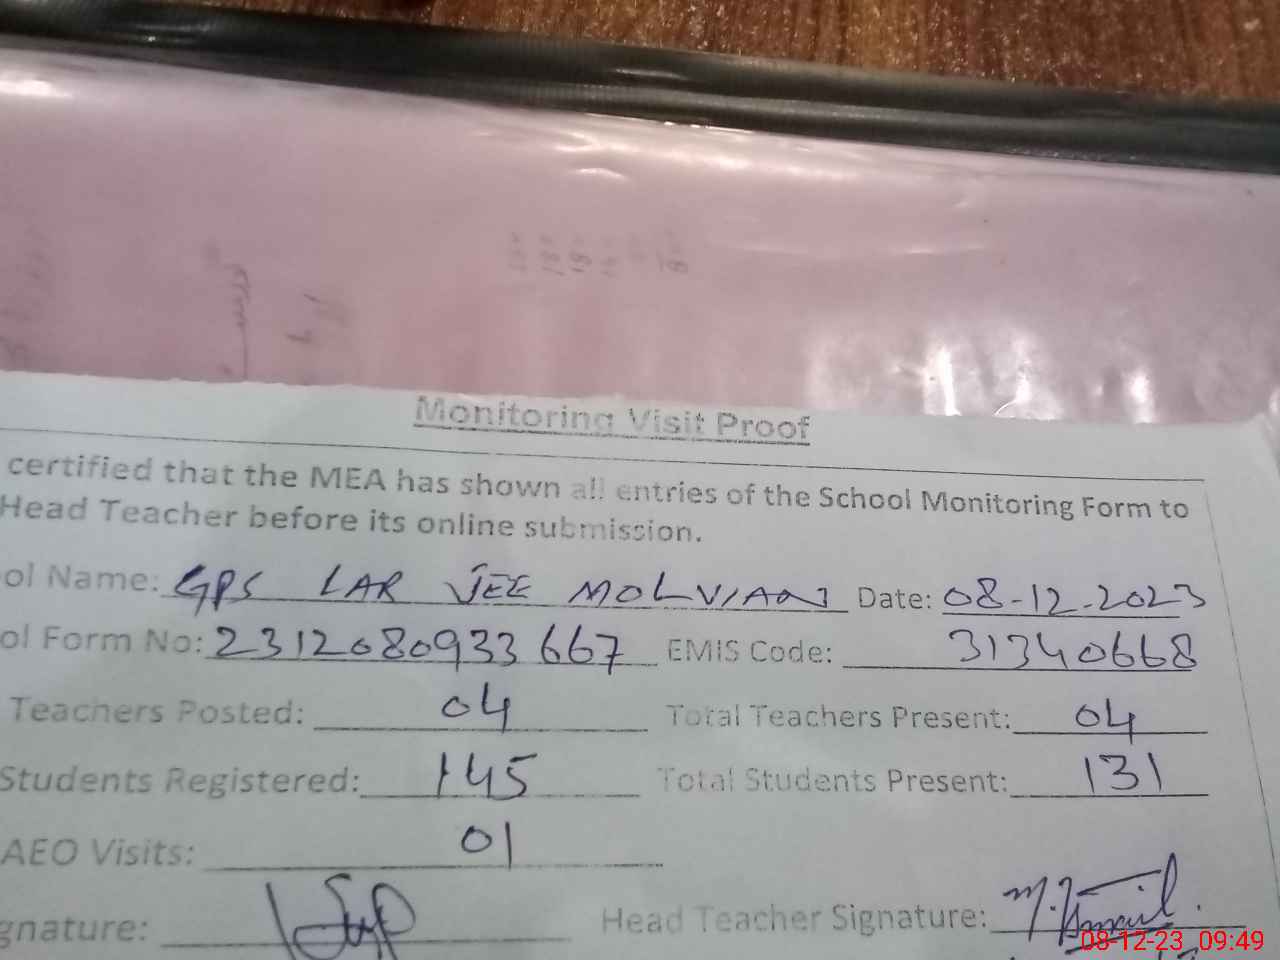 Monitoring Visit Proof
certified that the MEA has shown all entries of the School Monitoring Form to
Head Teacher before its online submission.
ol Name: GPS LAR JEE MOLVIAN Date: 08-12-2023
ol Form No: 2312080933667 EMIS Code: 31340668
Teachers Posted: 04 Total Teachers Present: 04
Students Registered: 145 Total Students Present: 131
AEO Visits: 01
gnature: Head Teacher Signature: M. Ismail.
08-12-23 09:49